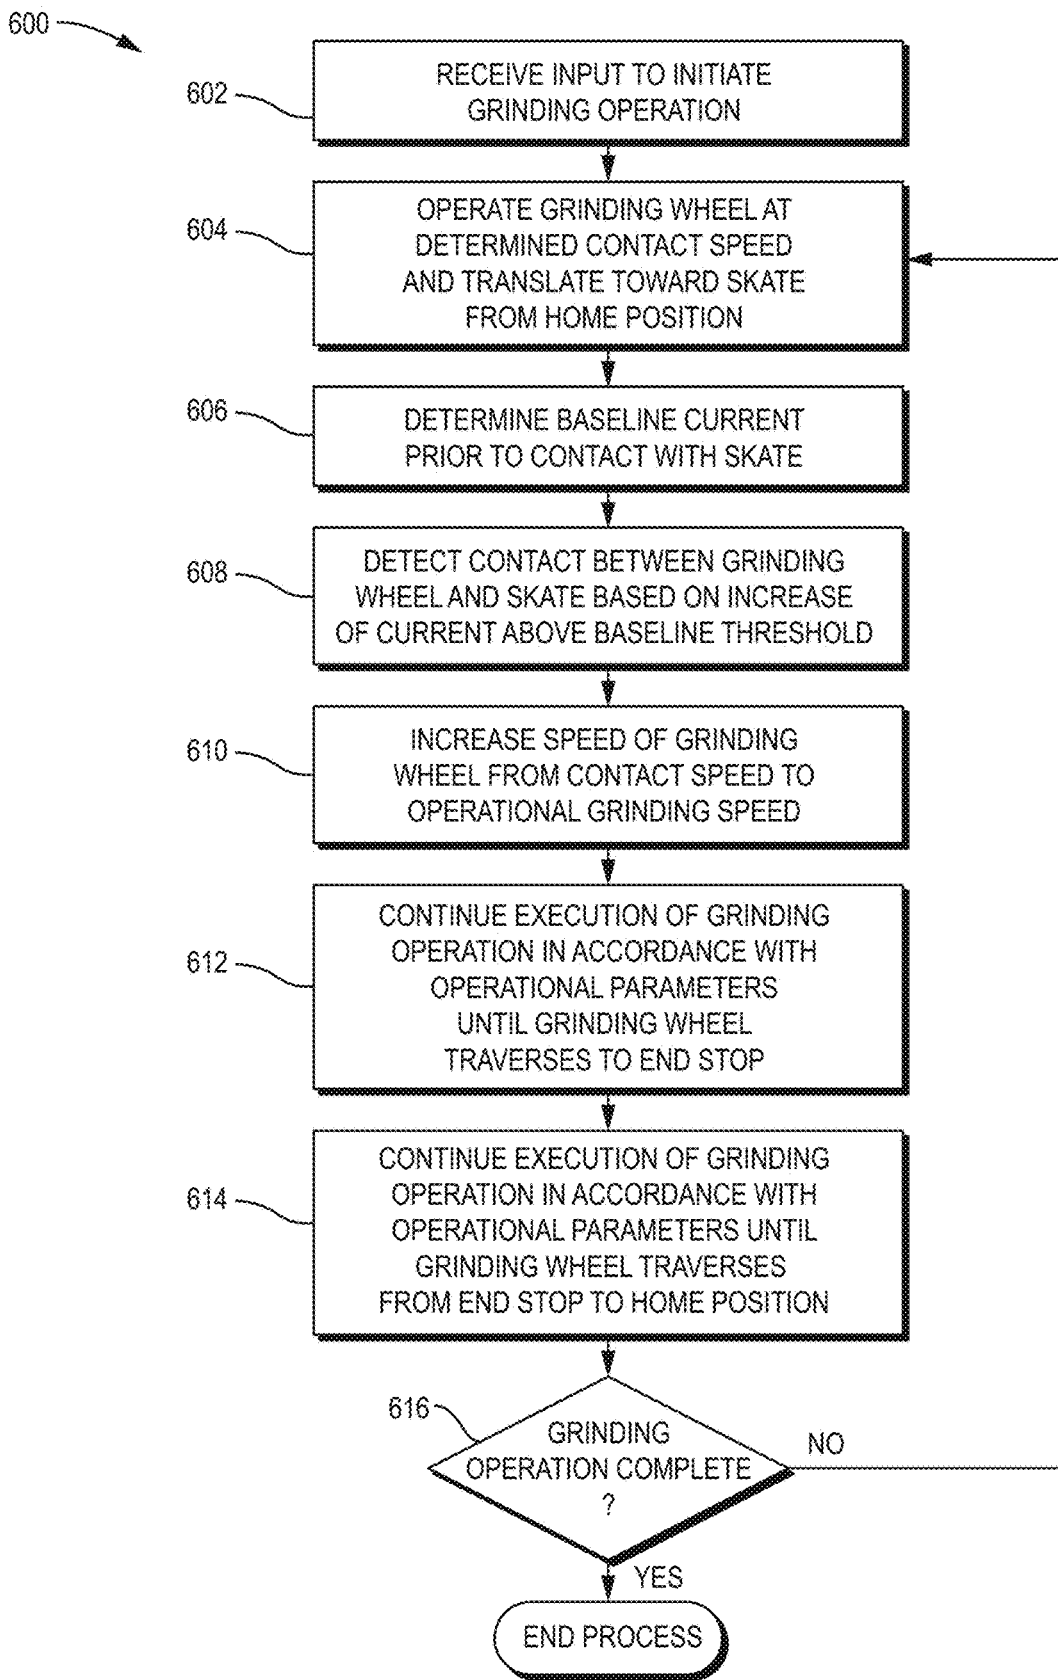 600
602
RECEIVE INPUT TO INITIATE
GRINDING OPERATION
604
OPERATE GRINDING WHEEL AT
DETERMINED CONTACT SPEED
AND TRANSLATE TOWARD SKATE
FROM HOME POSITION
606
DETERMINE BASELINE CURRENT
PRIOR TO CONTACT WITH SKATE
608
DETECT CONTACT BETWEEN GRINDING
WHEEL AND SKATE BASED ON INCREASE
OF CURRENT ABOVE BASELINE THRESHOLD
610
INCREASE SPEED OF GRINDING
WHEEL FROM CONTACT SPEED TO
OPERATIONAL GRINDING SPEED
612
CONTINUE EXECUTION OF GRINDING
OPERATION IN ACCORDANCE WITH
OPERATIONAL PARAMETERS
UNTIL GRINDING WHEEL
TRAVERSES TO END STOP
614
CONTINUE EXECUTION OF GRINDING
OPERATION IN ACCORDANCE WITH
OPERATIONAL PARAMETERS UNTIL
GRINDING WHEEL TRAVERSES
FROM END STOP TO HOME POSITION
616
GRINDING
OPERATION COMPLETE
?
NO
YES
END PROCESS